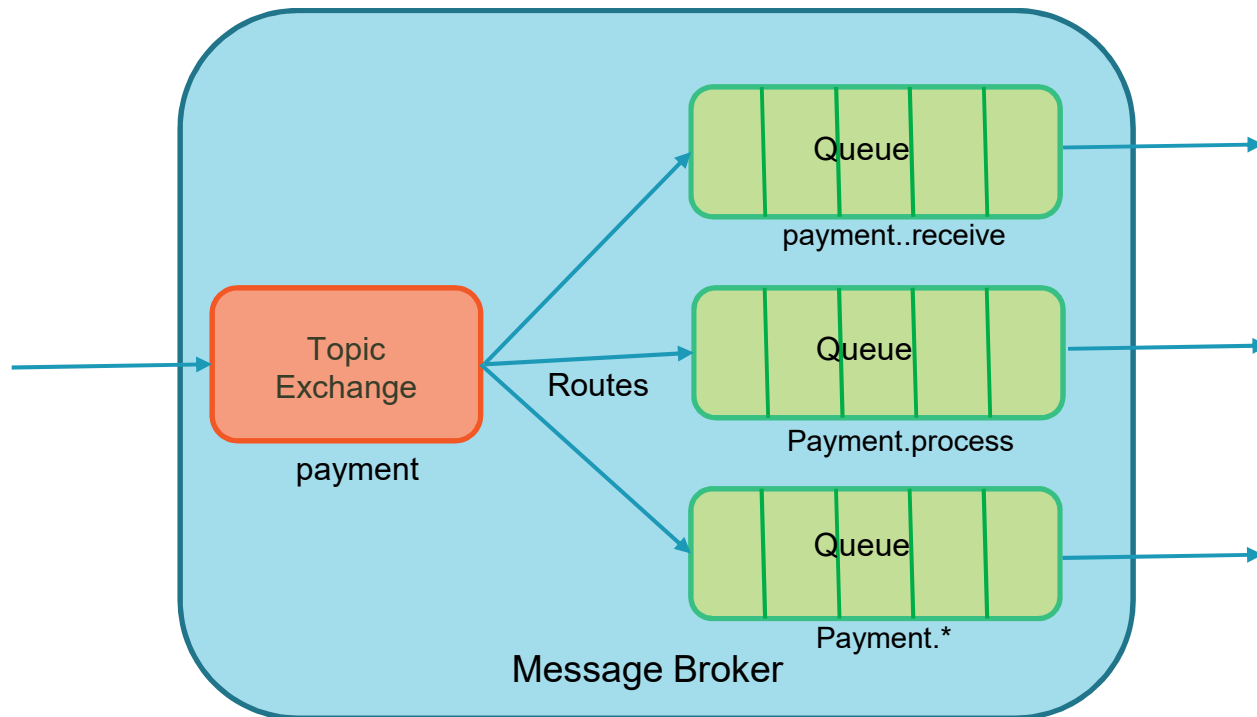 Topic
Exchange
payment
Routes
Queue
payment..receive
Queue
Payment.process
Queue
Payment.*
Message Broker